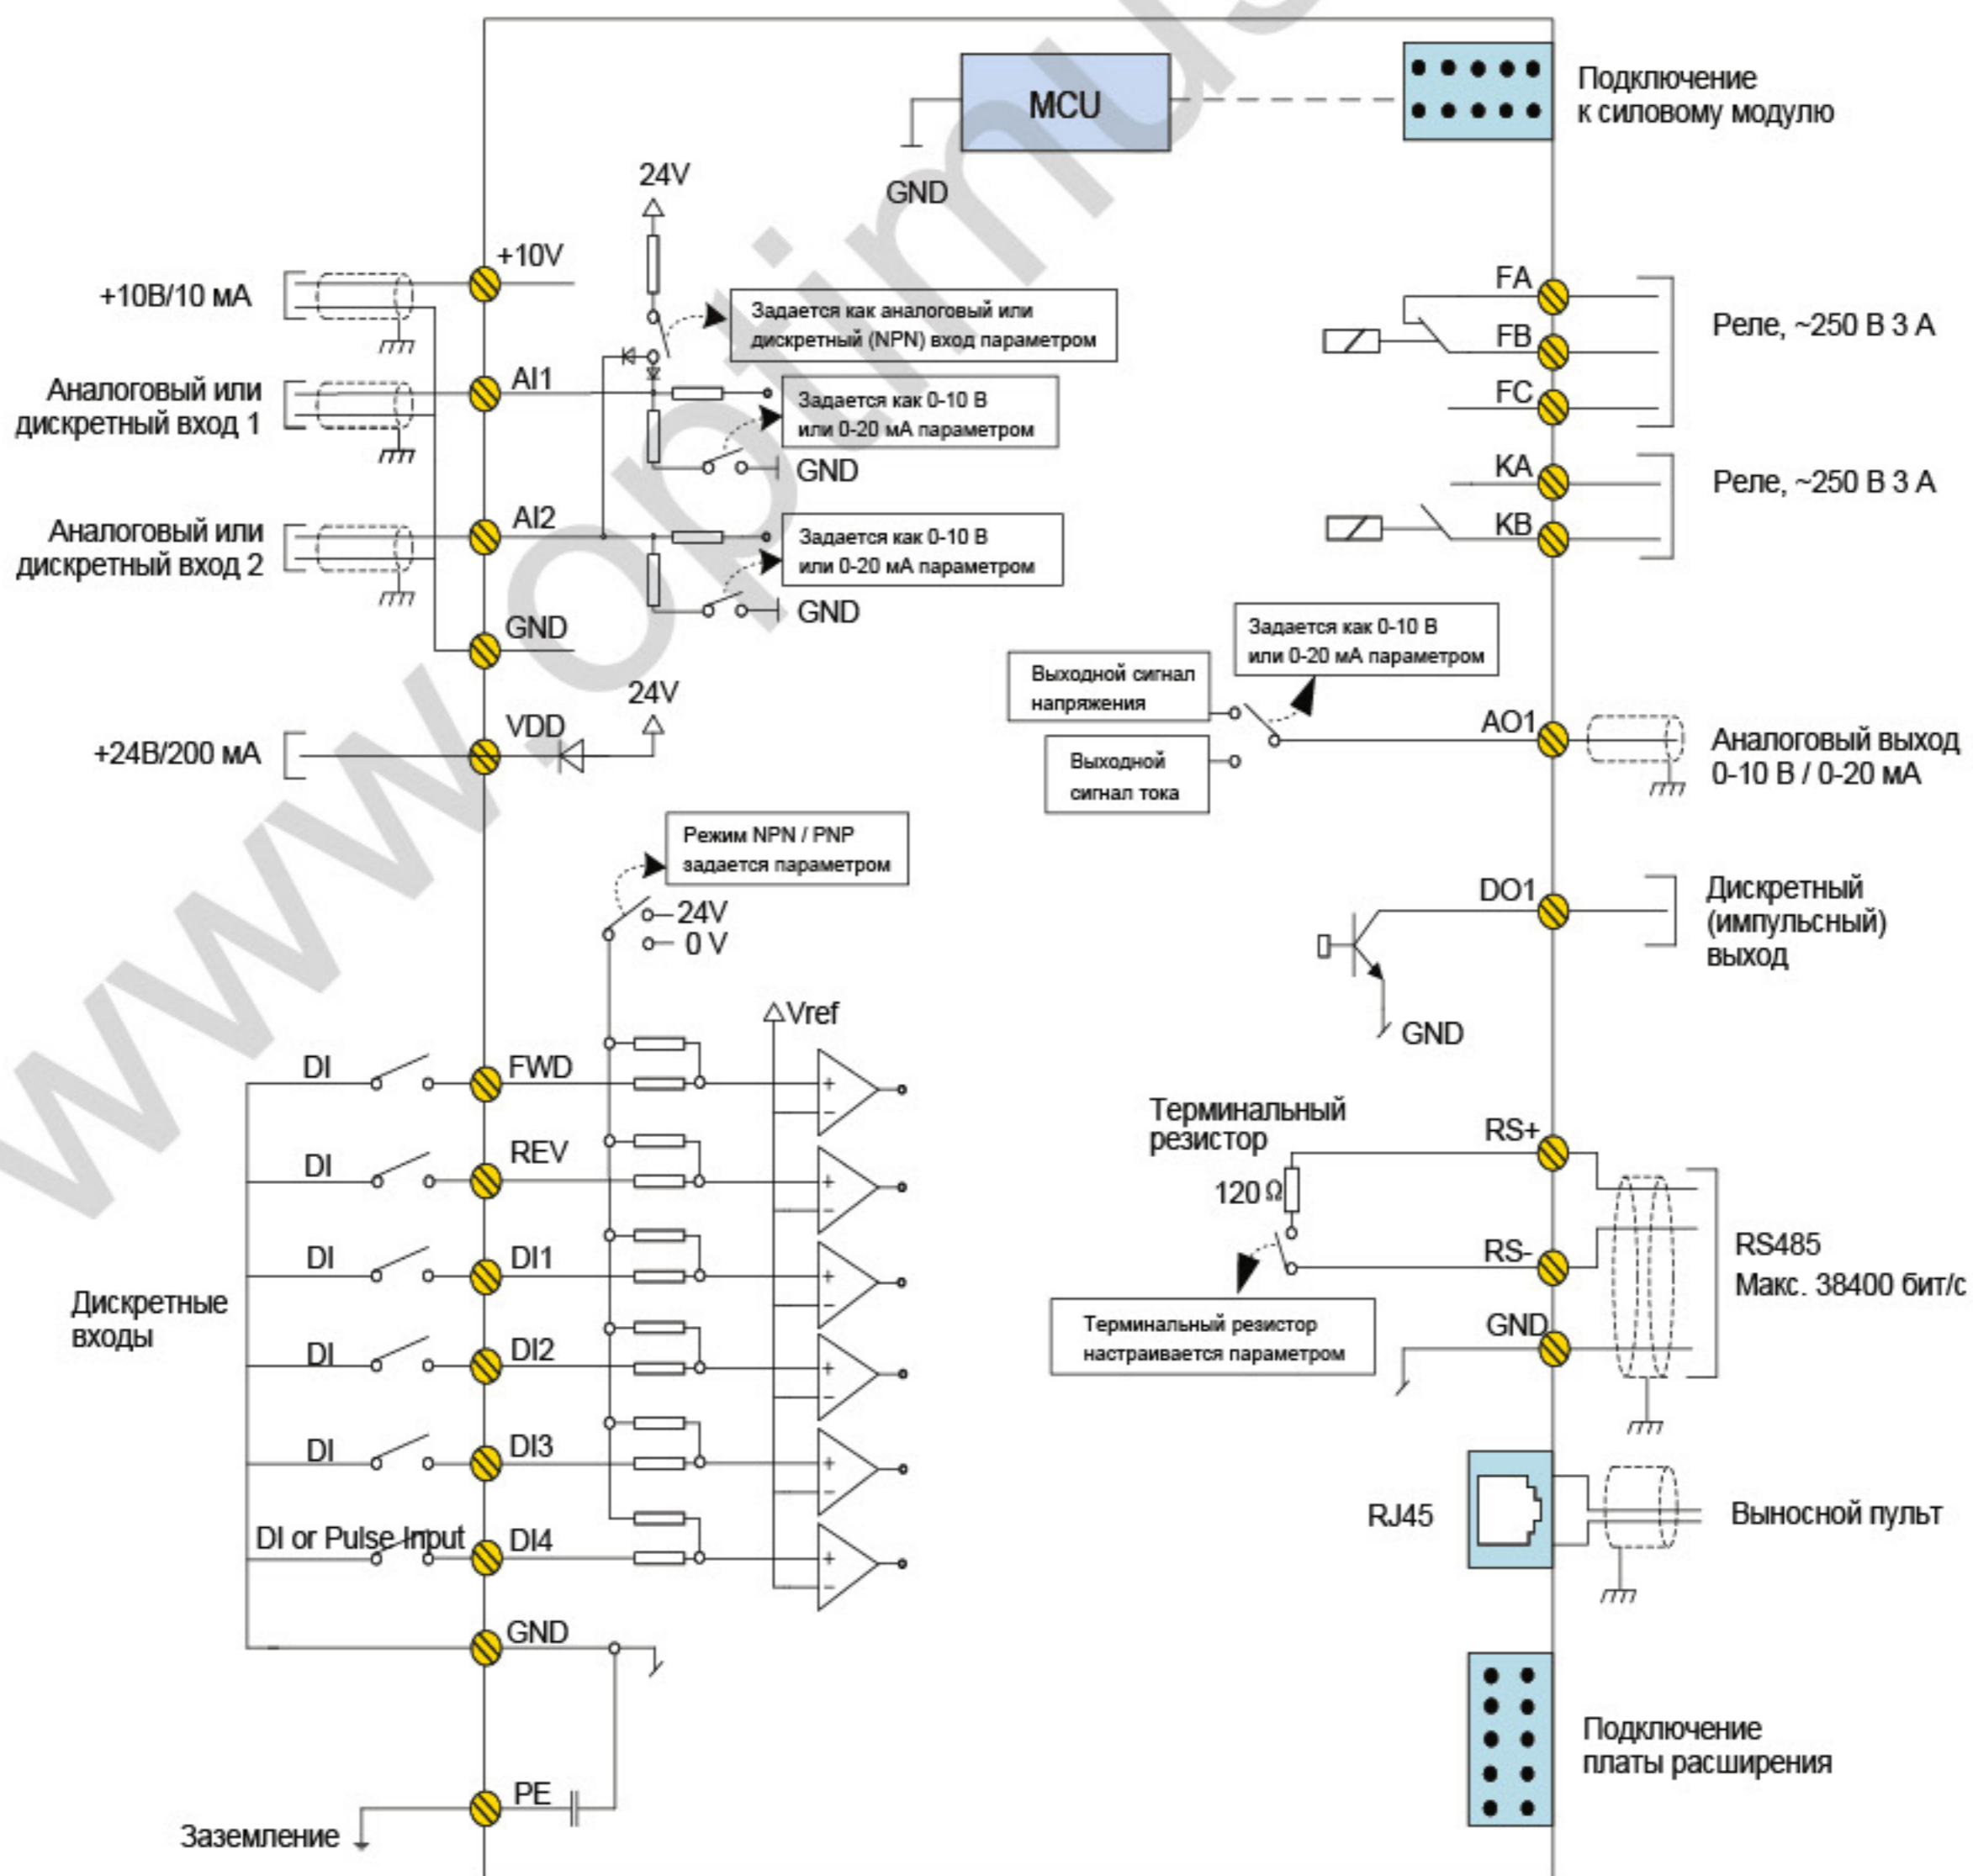 www.optimus
MCU
Подключение
к силовому модулю
GND
24V
+10V
+10В/10 мА
Задается как аналоговый или
дискретный (NPN) вход параметром
Аналоговый или
дискретный вход 1
AI1
Задается как 0-10 В
или 0-20 мА параметром
GND
Аналоговый или
дискретный вход 2
AI2
Задается как 0-10 В
или 0-20 мА параметром
GND
GND
+24В/200 мА
VDD
24V
Режим NPN / PNP
задается параметром
24V
0 V
Vref
Дискретные
входы
DI
FWD
+
−
DI
REV
+
−
DI
DI1
+
−
DI
DI2
+
−
DI
DI3
+
−
DI or Pulse Input
DI4
+
−
GND
PE
Заземление
FA
FB
FC
Реле, ~250 В 3 А
KA
KB
Реле, ~250 В 3 А
Задается как 0-10 В
или 0-20 мА параметром
Выходной сигнал
напряжения
Выходной
сигнал тока
AO1
Аналоговый выход
0-10 В / 0-20 мА
DO1
Дискретный
(импульсный)
выход
GND
Терминальный
резистор
120 Ω
RS+
RS-
GND
RS485
Макс. 38400 бит/с
Терминальный резистор
настраивается параметром
RJ45
Выносной пульт
Подключение
платы расширения